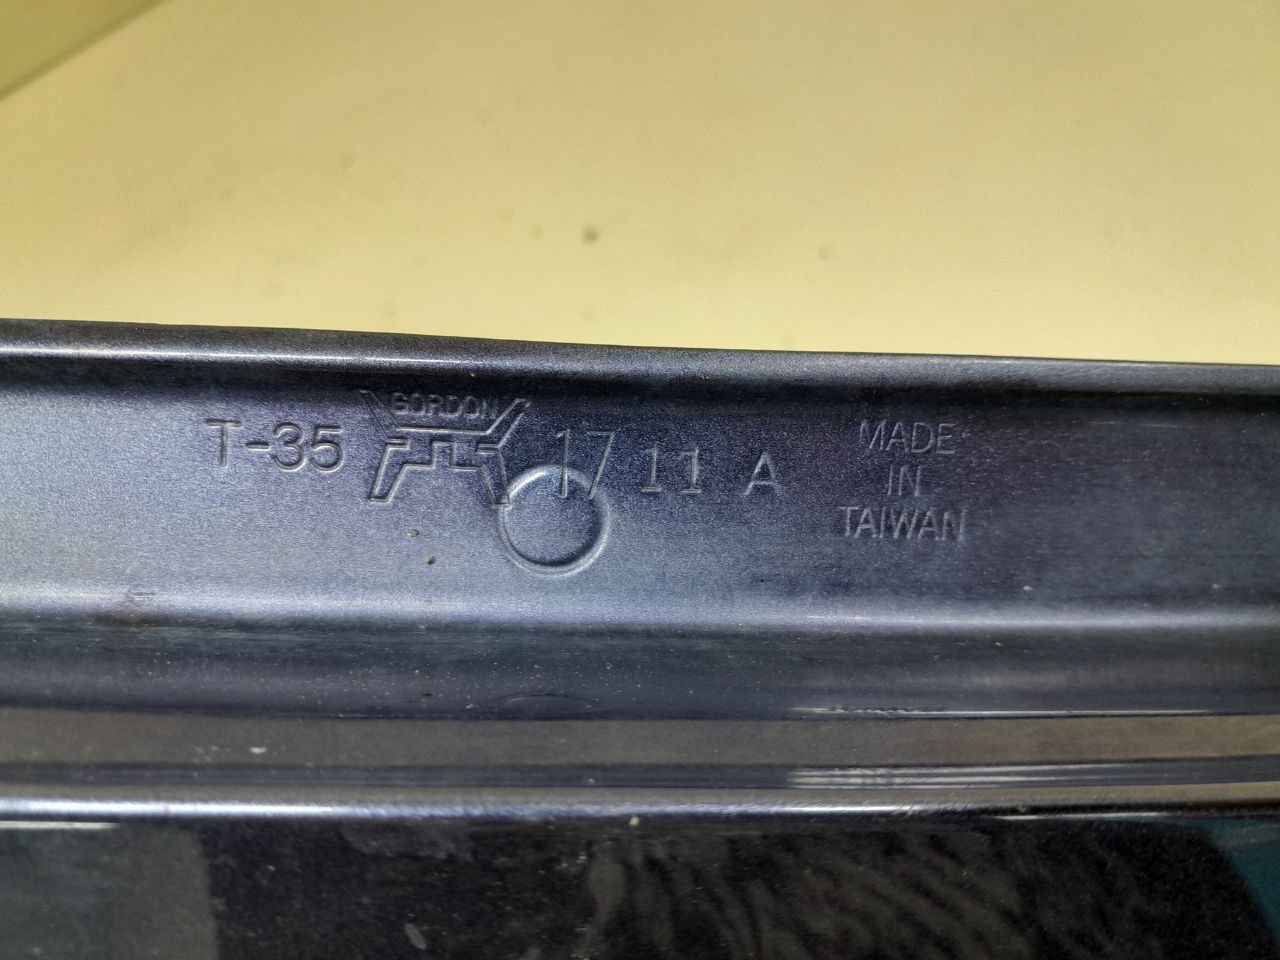 GORDON
T-35 17 11 A
MADE
IN
TAIWAN